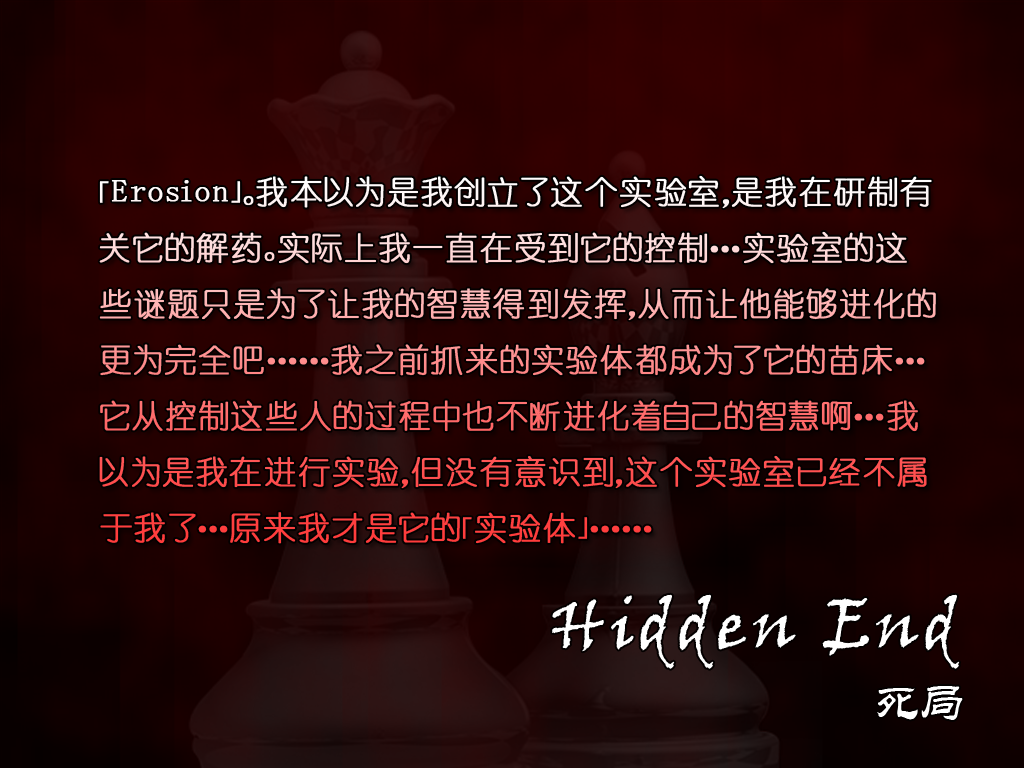 「Erosion」。我本以为是我创立了这个实验室,是我在研制有
关它的解药。实际上我一直在受到它的控制…实验室的这
些谜题只是为了让我的智慧得到发挥,从而让他能够进化的
更为完全吧……我之前抓来的实验体都成为了它的苗床…
它从控制这些人的过程中也不断进化着自己的智慧啊…我
以为是我在进行实验,但没有意识到,这个实验室已经不属
于我了…原来我才是它的「实验体」……
Hidden End
死局